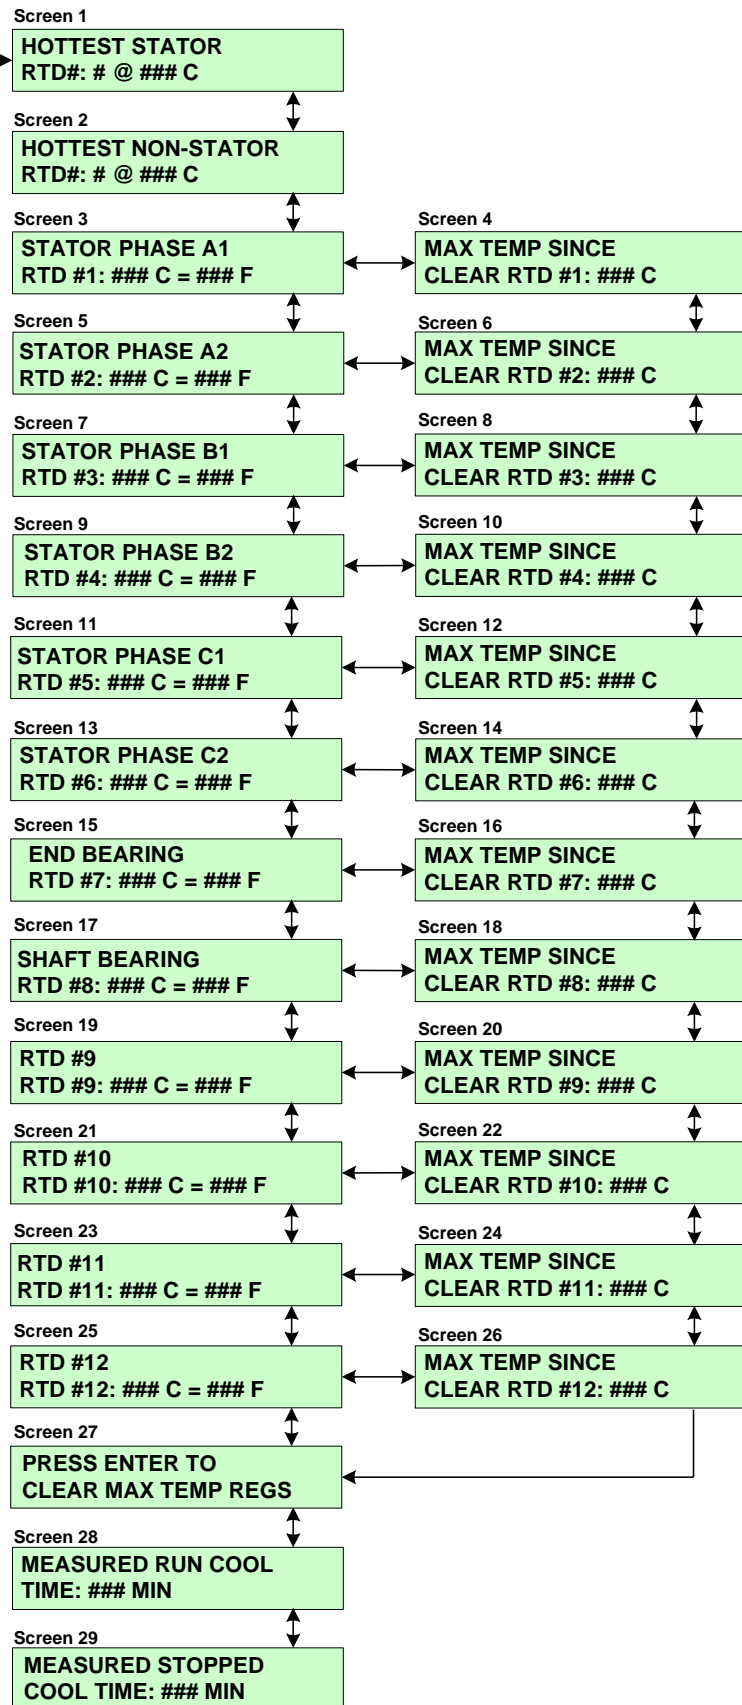 Screen 1
HOTTEST STATOR
RTD#: # @ ### C
Screen 2
HOTTEST NON-STATOR
RTD#: # @ ### C
Screen 3
STATOR PHASE A1
RTD #1: ### C = ### F
Screen 4
MAX TEMP SINCE
CLEAR RTD #1: ### C
Screen 5
STATOR PHASE A2
RTD #2: ### C = ### F
Screen 6
MAX TEMP SINCE
CLEAR RTD #2: ### C
Screen 7
STATOR PHASE B1
RTD #3: ### C = ### F
Screen 8
MAX TEMP SINCE
CLEAR RTD #3: ### C
Screen 9
STATOR PHASE B2
RTD #4: ### C = ### F
Screen 10
MAX TEMP SINCE
CLEAR RTD #4: ### C
Screen 11
STATOR PHASE C1
RTD #5: ### C = ### F
Screen 12
MAX TEMP SINCE
CLEAR RTD #5: ### C
Screen 13
STATOR PHASE C2
RTD #6: ### C = ### F
Screen 14
MAX TEMP SINCE
CLEAR RTD #6: ### C
Screen 15
END BEARING
RTD #7: ### C = ### F
Screen 16
MAX TEMP SINCE
CLEAR RTD #7: ### C
Screen 17
SHAFT BEARING
RTD #8: ### C = ### F
Screen 18
MAX TEMP SINCE
CLEAR RTD #8: ### C
Screen 19
RTD #9
RTD #9: ### C = ### F
Screen 20
MAX TEMP SINCE
CLEAR RTD #9: ### C
Screen 21
RTD #10
RTD #10: ### C = ### F
Screen 22
MAX TEMP SINCE
CLEAR RTD #10: ### C
Screen 23
RTD #11
RTD #11: ### C = ### F
Screen 24
MAX TEMP SINCE
CLEAR RTD #11: ### C
Screen 25
RTD #12
RTD #12: ### C = ### F
Screen 26
MAX TEMP SINCE
CLEAR RTD #12: ### C
Screen 27
PRESS ENTER TO
CLEAR MAX TEMP REGS
Screen 28
MEASURED RUN COOL
TIME: ### MIN
Screen 29
MEASURED STOPPED
COOL TIME: ### MIN